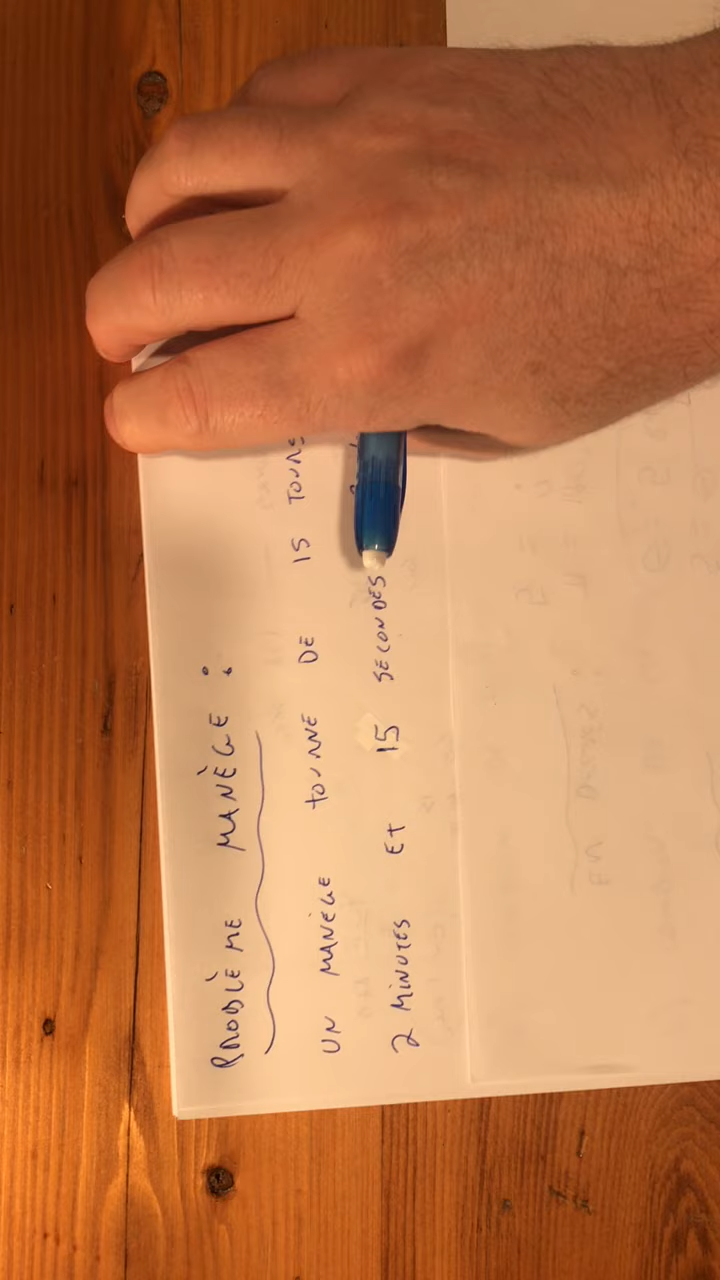 PROBLÈME MANÈGE :
UN MANÈGE TOURNE DE 15 TOURS
2 MINUTES ET 15 SECONDES